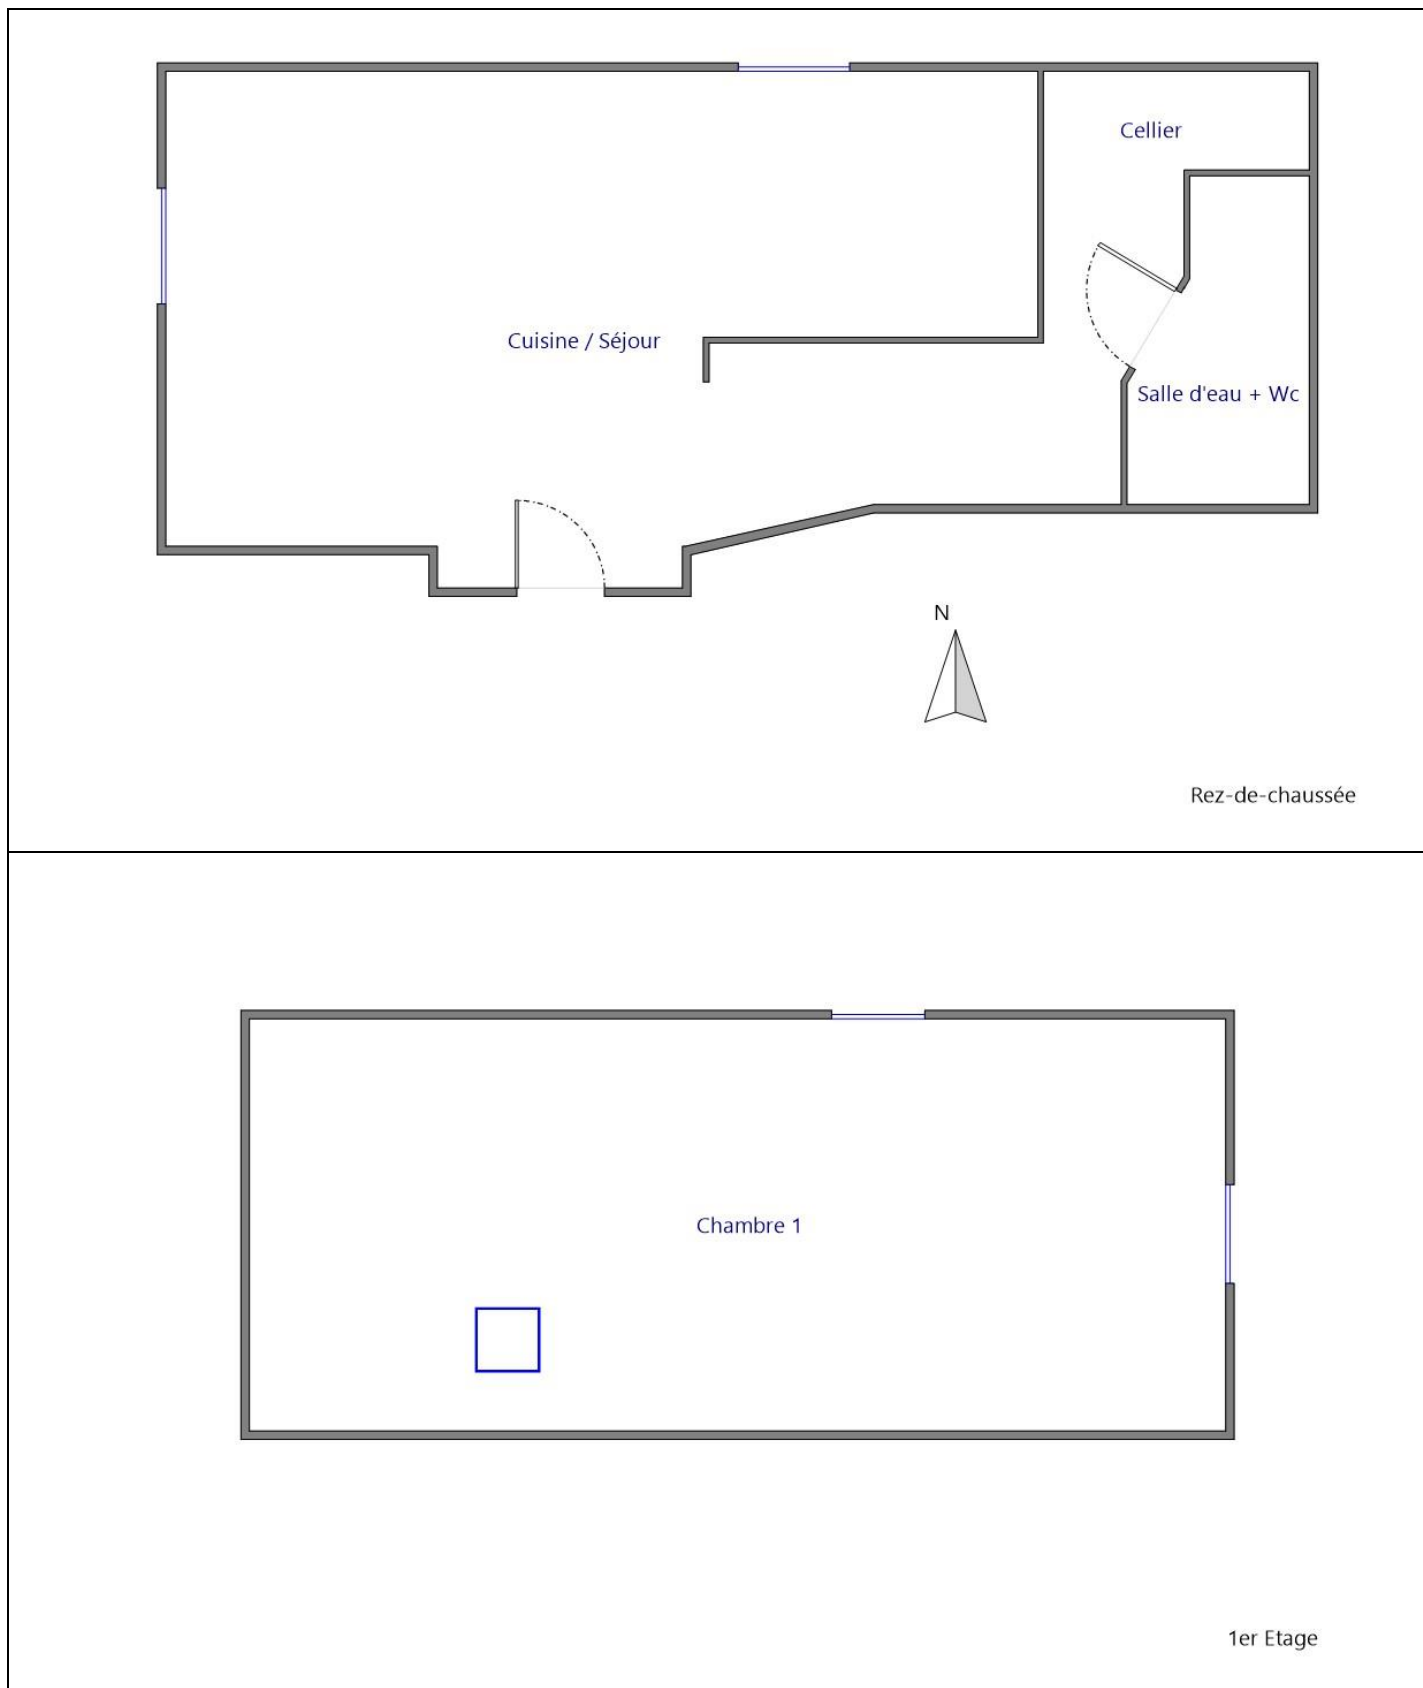 Cellier
Cuisine / Séjour
Salle d'eau + Wc
N
Rez-de-chaussée
Chambre 1
1er Etage